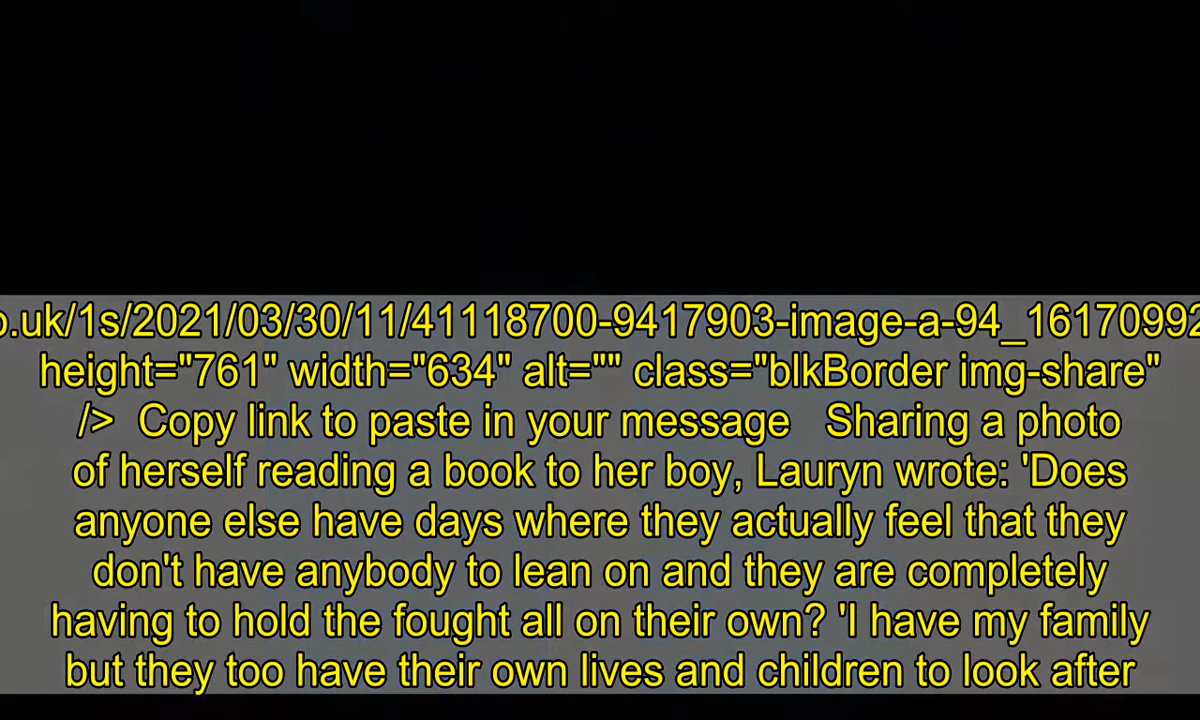 o.uk/1s/2021/03/30/11/41118700-9417903-image-a-94_16170992
height="761" width="634" alt="" class="blkBorder img-share"
/>  Copy link to paste in your message   Sharing a photo
of herself reading a book to her boy, Lauryn wrote: 'Does
anyone else have days where they actually feel that they
don't have anybody to lean on and they are completely
having to hold the fought all on their own? 'I have my family
but they too have their own lives and children to look after